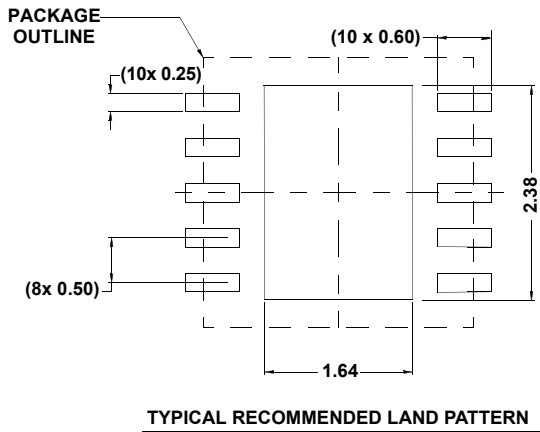 PACKAGE
OUTLINE
(10 x 0.60)
(10x 0.25)
2.38
(8x 0.50)
1.64
TYPICAL RECOMMENDED LAND PATTERN